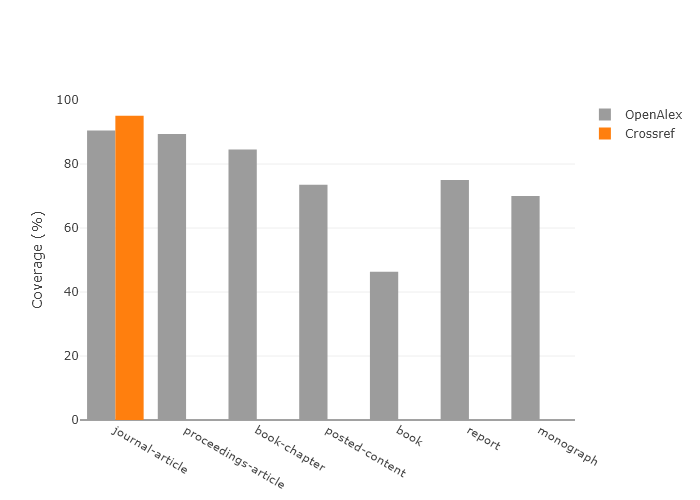 100
80
60
40
20
0
Coverage (%)
OpenAlex
Crossref
journal-article
proceedings-article
book-chapter
posted-content
book
report
monograph